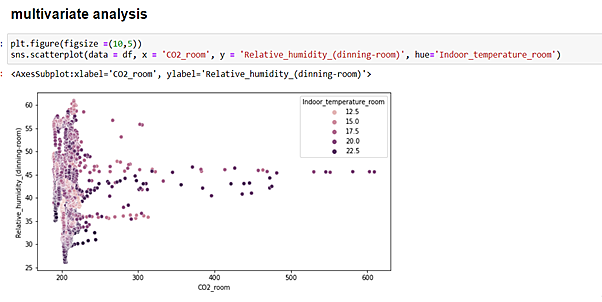 multivariate analysis
: plt.figure(figsize =(10,5))
sns.scatterplot(data = df, x = 'CO2_room', y = 'Relative_humidity_(dinning-room)', hue='Indoor_temperature_room')
: <AxesSubplot:xlabel='CO2_room', ylabel='Relative_humidity_(dinning-room)'>
Indoor_temperature_room
12.5
15.0
17.5
20.0
22.5
Relative_humidity_(dinning-room)
60
55
50
45
40
35
30
25
200
300
400
500
600
CO2_room